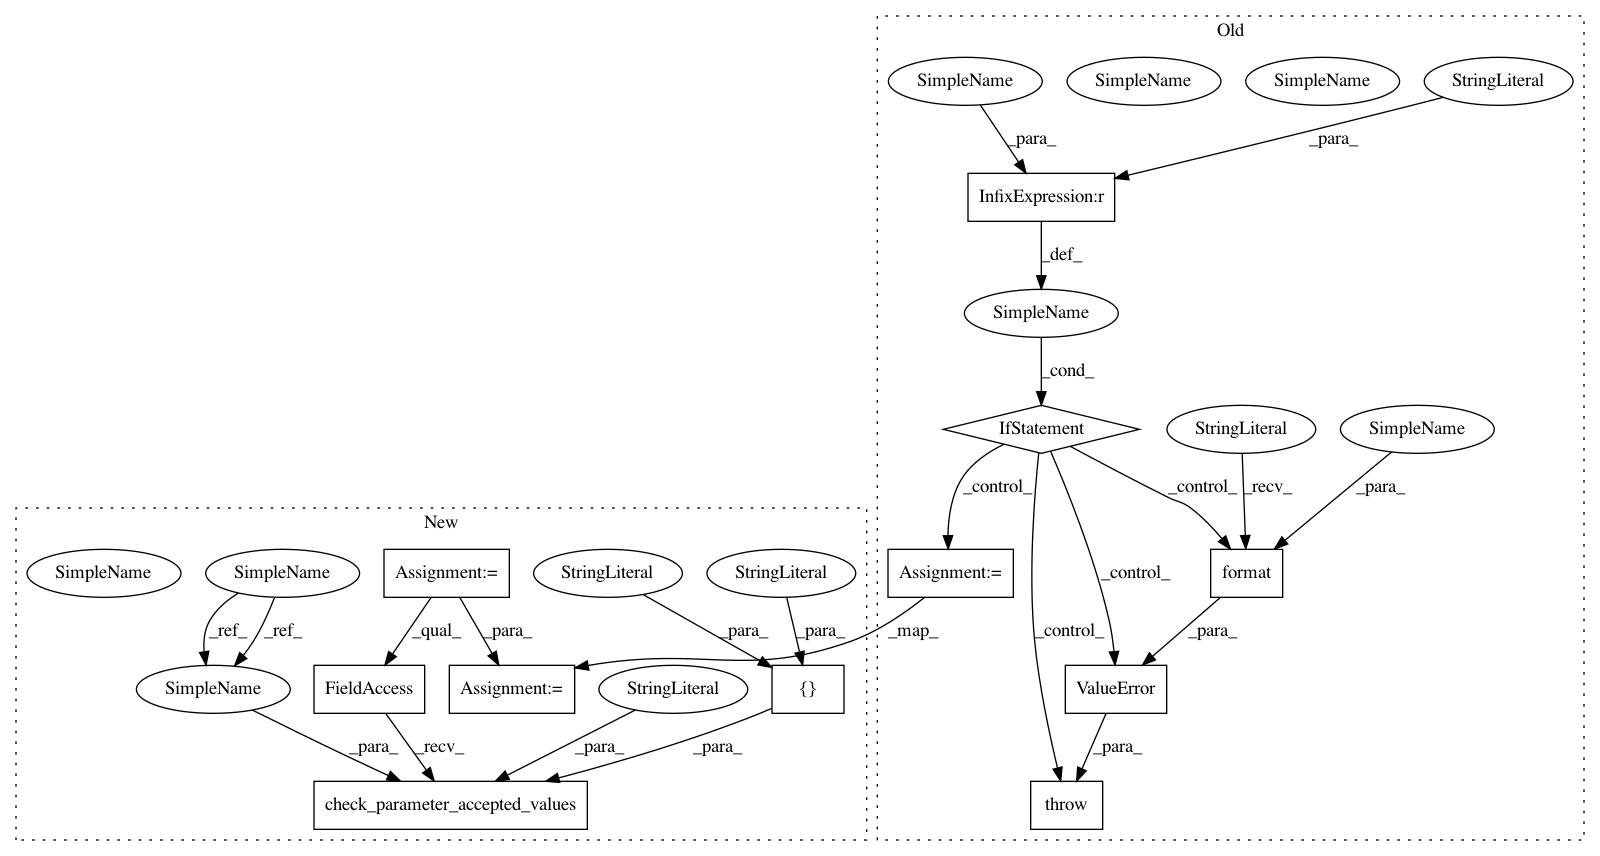 Old
SimpleName
SimpleName
SimpleName
StringLiteral
_para_
_para_
InfixExpression:r
_def_
SimpleName
_cond_
IfStatement
StringLiteral
SimpleName
_control_
_control_
_recv_
_para_
New
SimpleName
SimpleName
Assignment:=
StringLiteral
StringLiteral
Assignment:=
format
_control_
_ref_
_ref_
_qual_
_para_
_para_
_para_
_map_
_control_
_para_
SimpleName
FieldAccess
Assignment:=
StringLiteral
{}
ValueError
_para_
_recv_
_para_
_para_
_para_
check_parameter_accepted_values
throw